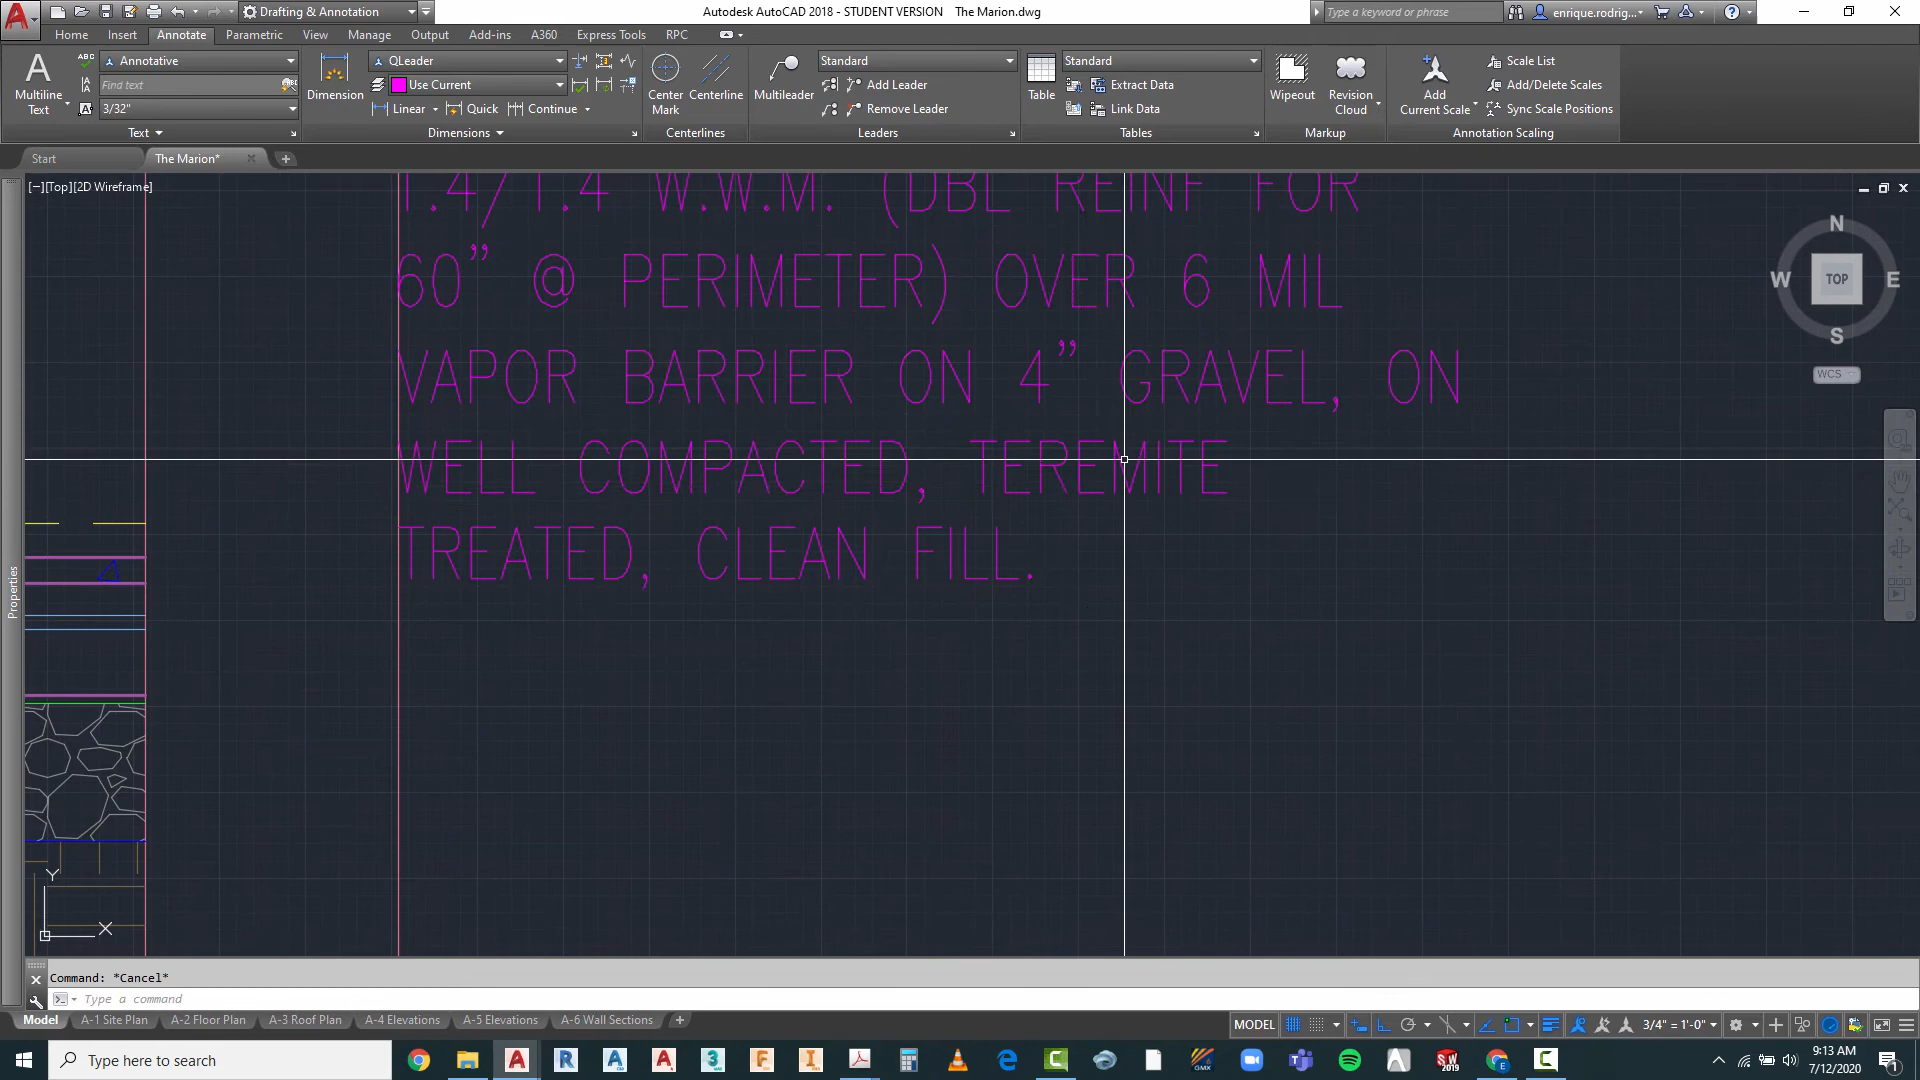 Drafting & Annotation
Autodesk AutoCAD 2018 - STUDENT VERSION The Marion.dwg
Type a keyword or phrase
enrique.rodrig...
Home Insert Annotate Parametric View Manage Output Add-ins A360 Express Tools RPC
Multiline Text
ABC
Annotative
Find text
3/32"
Text
Dimension
QLeader
Use Current
Linear Quick Continue
Dimensions
Center Mark
Centerline
Centerlines
Multileader
Standard
Add Leader
Remove Leader
Leaders
Table
Standard
Extract Data
Link Data
Tables
Wipeout
Revision Cloud
Markup
Add Current Scale
Scale List
Add/Delete Scales
Sync Scale Positions
Annotation Scaling
Start
The Marion*
[−][Top][2D Wireframe]
1.4/1.4 W.W.M. (DBL REINF FOR
60” @ PERIMETER) OVER 6 MIL
VAPOR BARRIER ON 4” GRAVEL, ON
WELL COMPACTED, TEREMITE
TREATED, CLEAN FILL.
N
W TOP E
S
WCS
Properties
Y
X
Command: *Cancel*
Type a command
Model A-1 Site Plan A-2 Floor Plan A-3 Roof Plan A-4 Elevations A-5 Elevations A-6 Wall Sections
MODEL
3/4" = 1'-0"
Type here to search
9:13 AM
7/12/2020